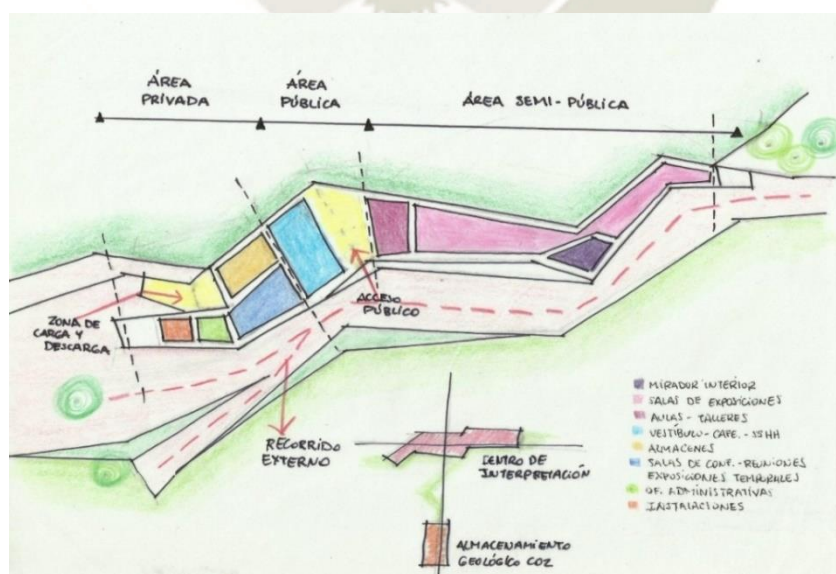 ÁREA
PRIVADA
ÁREA
PÚBLICA
ÁREA SEMI-PÚBLICA
ZONA DE
CARGA Y
DESCARGA
ACCESO
PÚBLICO
RECORRIDO
EXTERNO
CENTRO DE
INTERPRETACIÓN
ALMACENAMIENTO
GEOLÓGICO CO2
MIRADOR INTERIOR
SALAS DE EXPOSICIONES
AULAS - TALLERES
VESTÍBULO - CAFE. - SSHH
ALMACENES
SALAS DE CONF. - REUNIONES
EXPOSICIONES TEMPORALES
OF. ADMINISTRATIVAS
INSTALACIONES